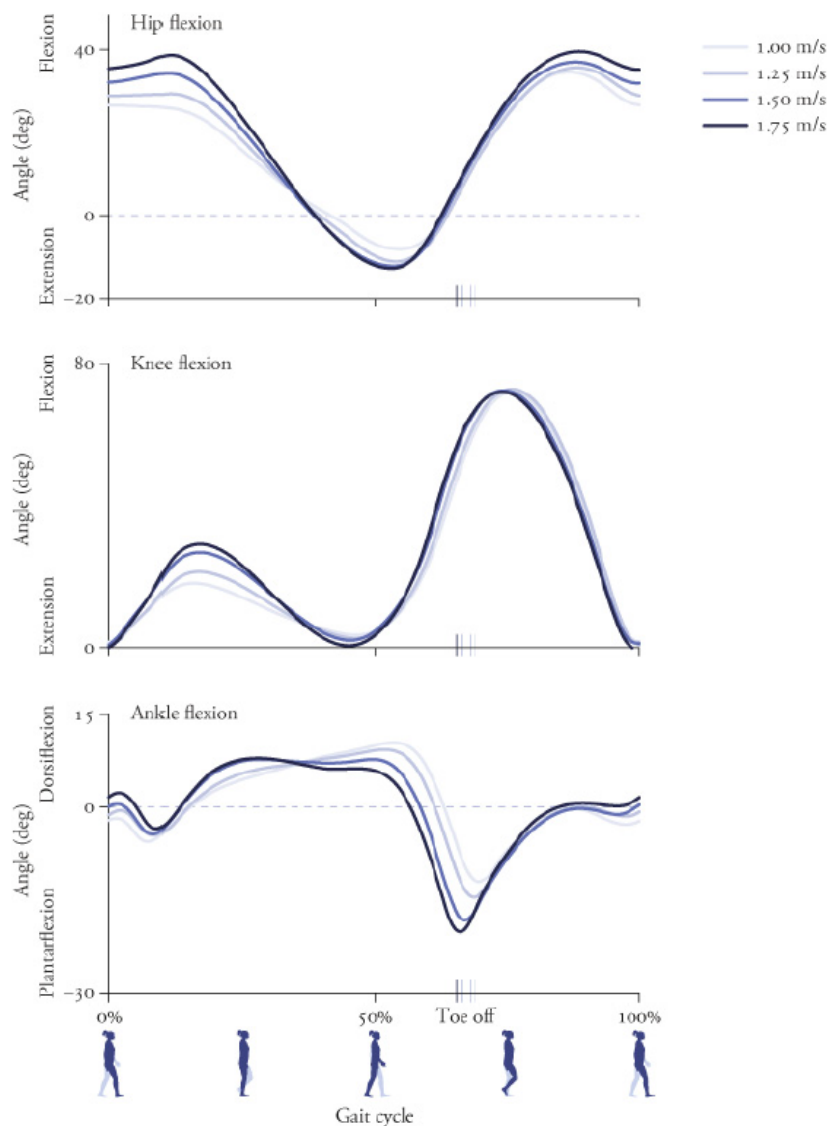 Hip flexion
Flexion
40
Angle (deg)
0
Extension
−20
1.00 m/s
1.25 m/s
1.50 m/s
1.75 m/s
Knee flexion
Flexion
80
Angle (deg)
Extension
0
Ankle flexion
Dorsiflexion
15
0
Angle (deg)
Plantarflexion
−30
0%
50%
Toe off
100%
Gait cycle